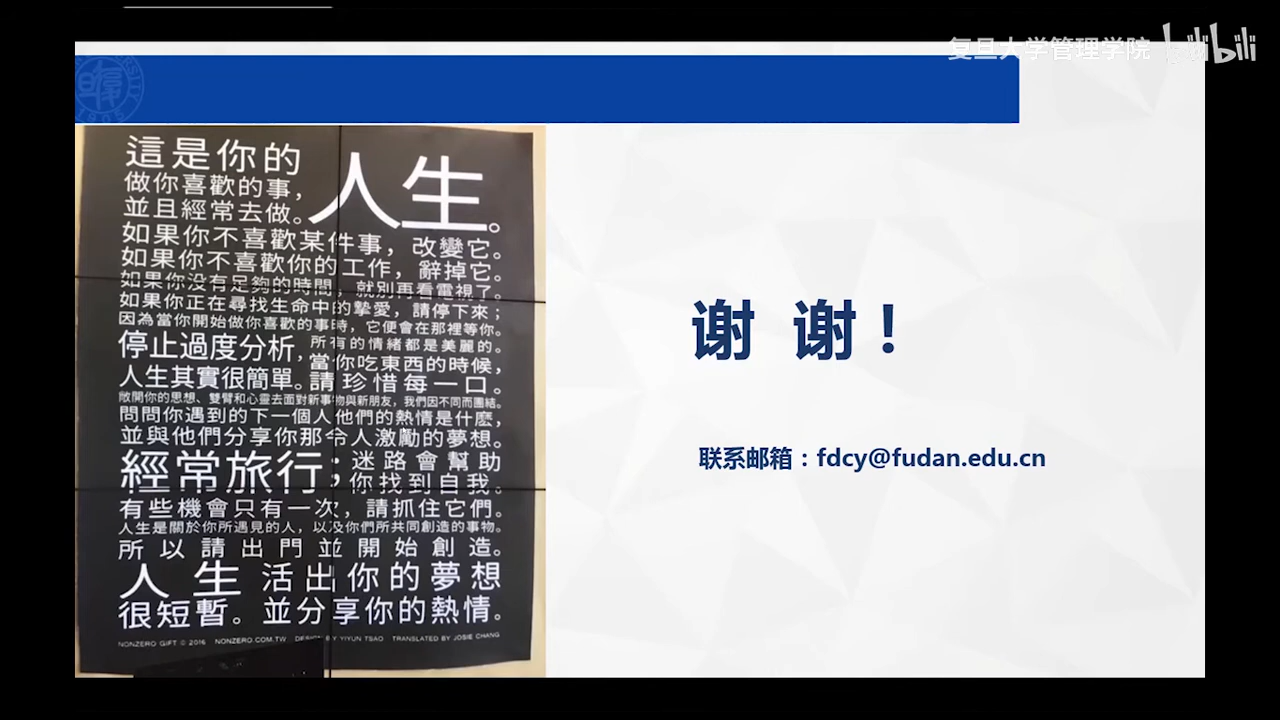 复旦大学管理学院 bilibili
1905
這是你的
人生。
做你喜歡的事，
並且經常去做。
如果你不喜歡某件事，改變它。
如果你不喜歡你的工作，辭掉它。
如果你没有足夠的時間，就別再看電視了。
如果你正在尋找生命中的摯愛，請停下來；
因為當你開始做你喜歡的事時，它便會在那裡等你。
停止過度分析，所有的情緒都是美麗的。
當你吃東西的時候，
人生其實很簡單。請珍惜每一口。
敞開你的思想、雙臂和心靈去面對新事物與新朋友，我們因不同而團結。
問問你遇到的下一個人他們的熱情是什麼，
並與他們分享你那令人激勵的夢想。
經常旅行；迷路會幫助
你找到自我。
有些機會只有一次，請抓住它們。
人生是關於你所遇見的人，以及你們所共同創造的事物。
所以請出門並開始創造。
人生活出你的夢想
很短暫。並分享你的熱情。
NONZERO GIFT © 2016 NONZERO.COM.TW DESIGN BY YIYUN TSAO TRANSLATED BY JOSIE CHANG
谢谢！
联系邮箱：fdcy@fudan.edu.cn